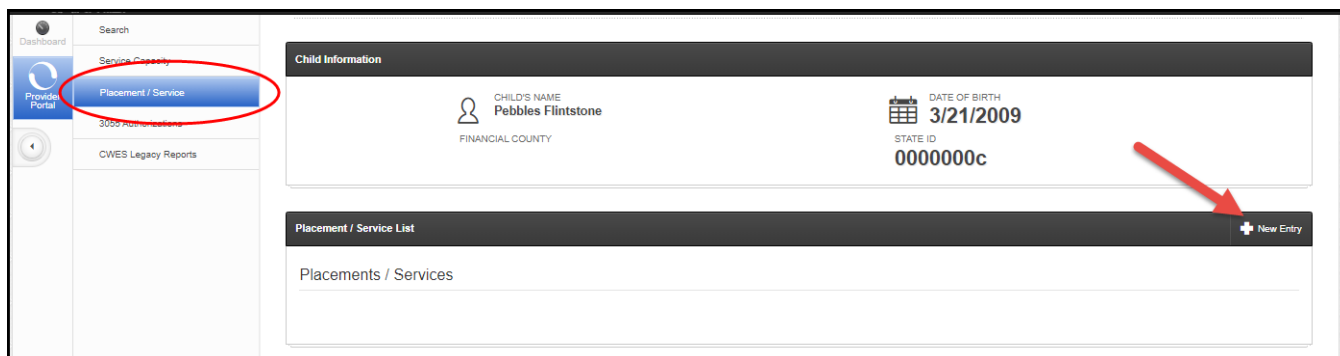 Dashboard
Provider
Portal
Search
Service Capacity
Placement / Service
3055 Authorizations
CWES Legacy Reports
Child Information
CHILD'S NAME
Pebbles Flintstone
FINANCIAL COUNTY
DATE OF BIRTH
3/21/2009
STATE ID
0000000c
Placement / Service List
New Entry
Placements / Services